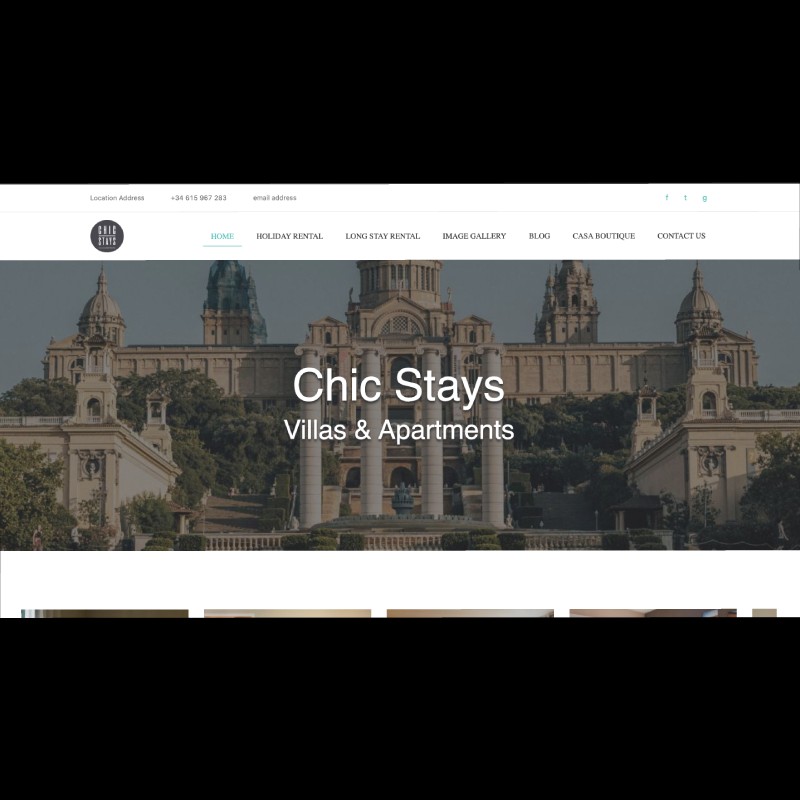 Location Address +34 615 967 283 email address f t g
CHIC STAYS
HOME HOLIDAY RENTAL LONG STAY RENTAL IMAGE GALLERY BLOG CASA BOUTIQUE CONTACT US
Chic Stays
Villas & Apartments